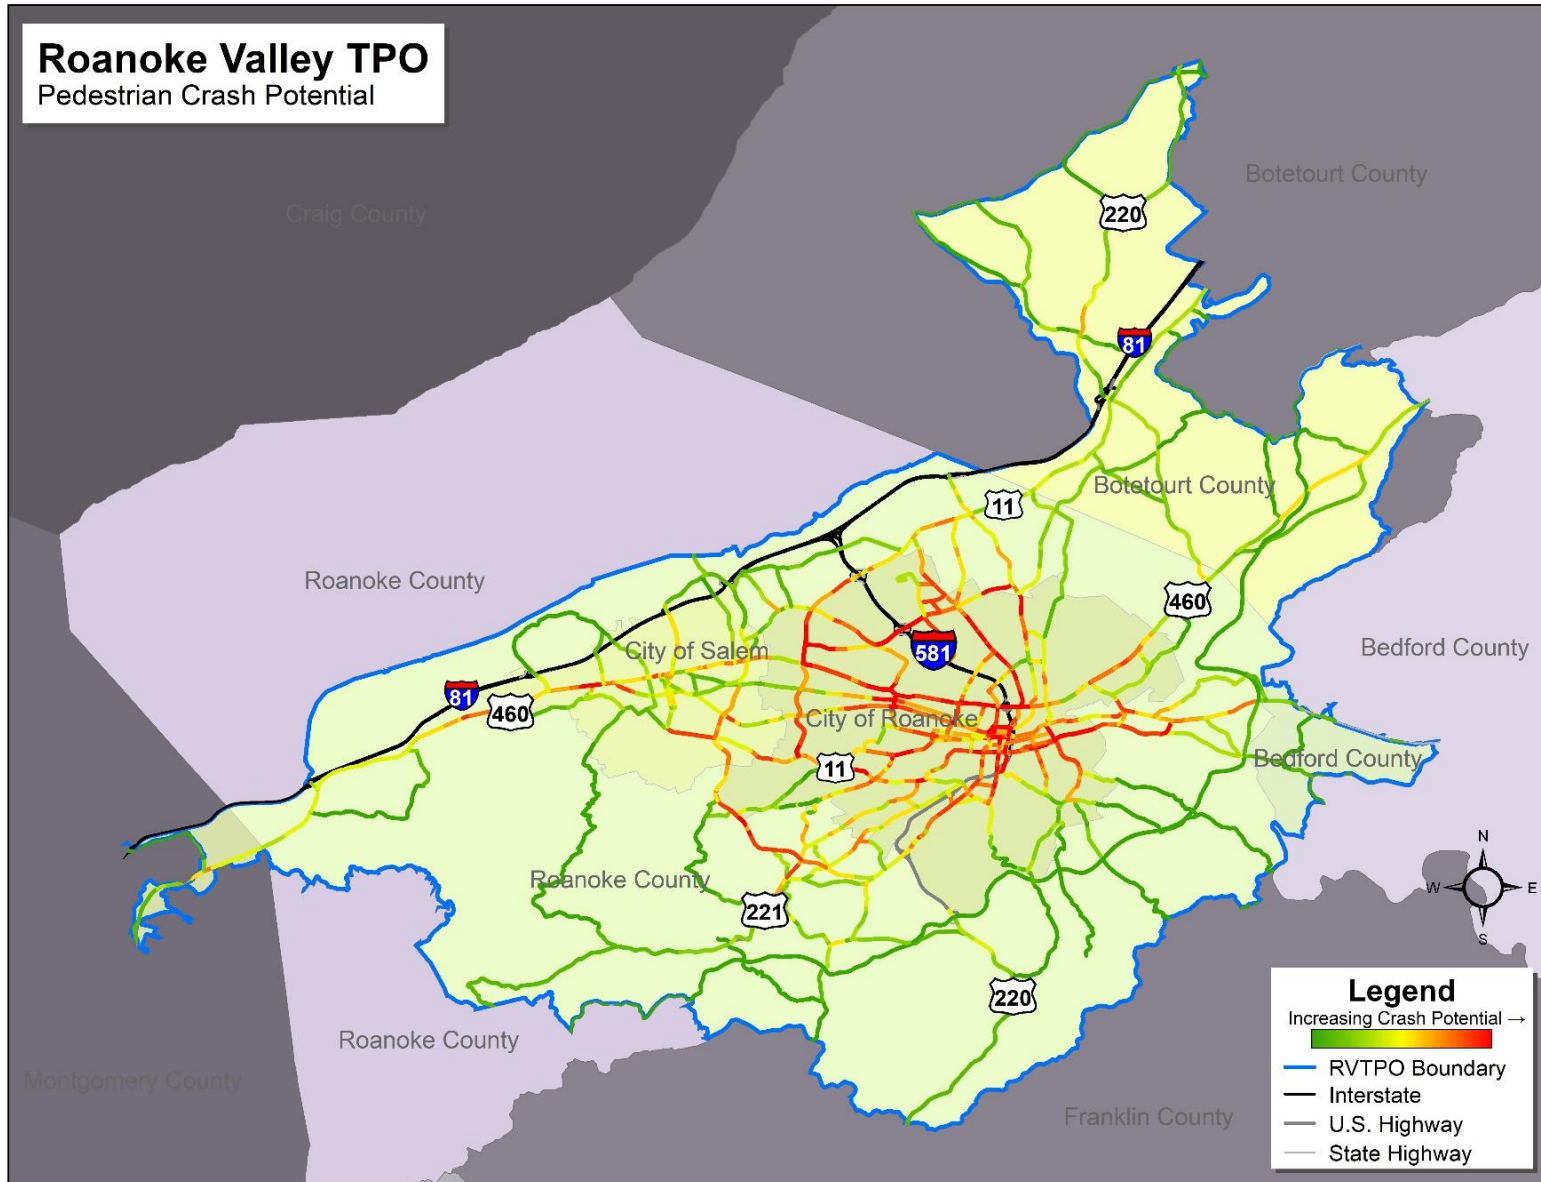 Roanoke Valley TPO
Pedestrian Crash Potential
Botetourt County
Craig County
220
81
Botetourt County
11
Roanoke County
460
City of Salem
581
Bedford County
81
460
City of Roanoke
Bedford County
11
N
W
E
S
Roanoke County
221
220
Roanoke County
Montgomery County
Franklin County
Legend
Increasing Crash Potential →
RVTPO Boundary
Interstate
U.S. Highway
State Highway